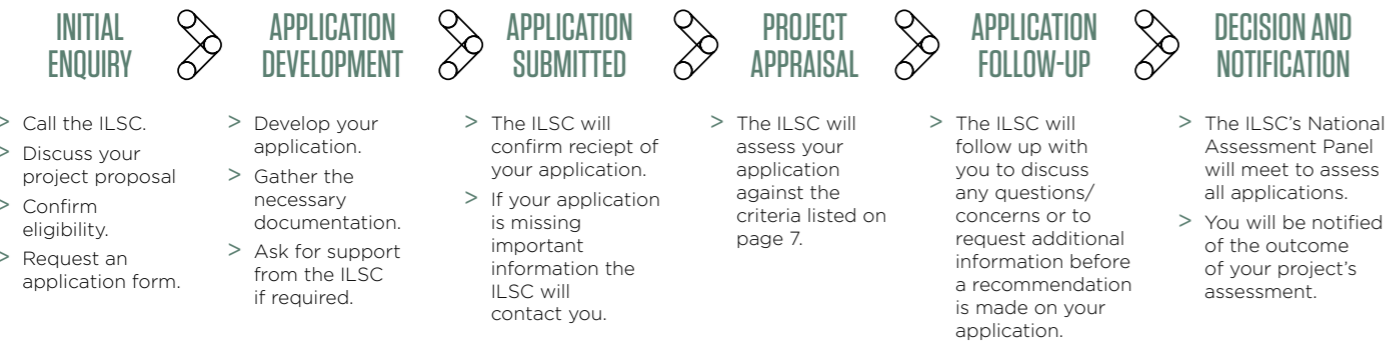 INITIAL
ENQUIRY
> Call the ILSC.
> Discuss your
project proposal
> Confirm
eligibility.
> Request an
application form.
APPLICATION
DEVELOPMENT
> Develop your
application.
> Gather the
necessary
documentation.
> Ask for support
from the ILSC
if required.
APPLICATION
SUBMITTED
> The ILSC will
confirm reciept of
your application.
> If your application
is missing
important
information the
ILSC will
contact you.
PROJECT
APPRAISAL
> The ILSC will
assess your
application
against the
criteria listed on
page 7.
APPLICATION
FOLLOW-UP
> The ILSC will
follow up with
you to discuss
any questions/
concerns or to
request additional
information before
a recommendation
is made on your
application.
DECISION AND
NOTIFICATION
> The ILSC's National
Assessment Panel
will meet to assess
all applications.
> You will be notified
of the outcome
of your project's
assessment.